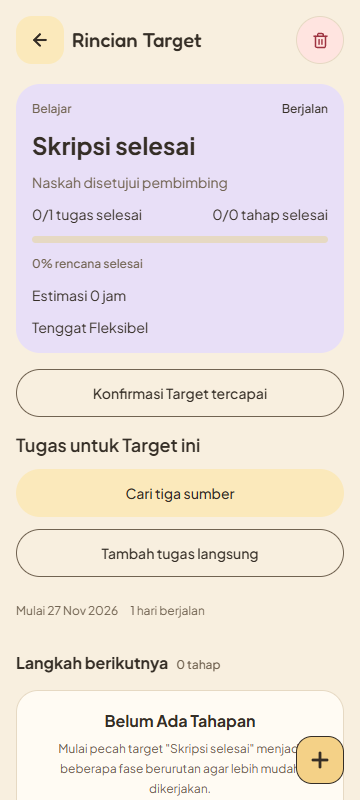 Rincian Target
Belajar
Berjalan
Skripsi selesai
Naskah disetujui pembimbing
0/1 tugas selesai
0/0 tahap selesai
0% rencana selesai
Estimasi 0 jam
Tenggat Fleksibel
Konfirmasi Target tercapai
Tugas untuk Target ini
Cari tiga sumber
Tambah tugas langsung
Mulai 27 Nov 2026 1 hari berjalan
Langkah berikutnya 0 tahap
Belum Ada Tahapan
Mulai pecah target "Skripsi selesai"
beberapa fase berurutan agar lebih mudah
dikerjakan.